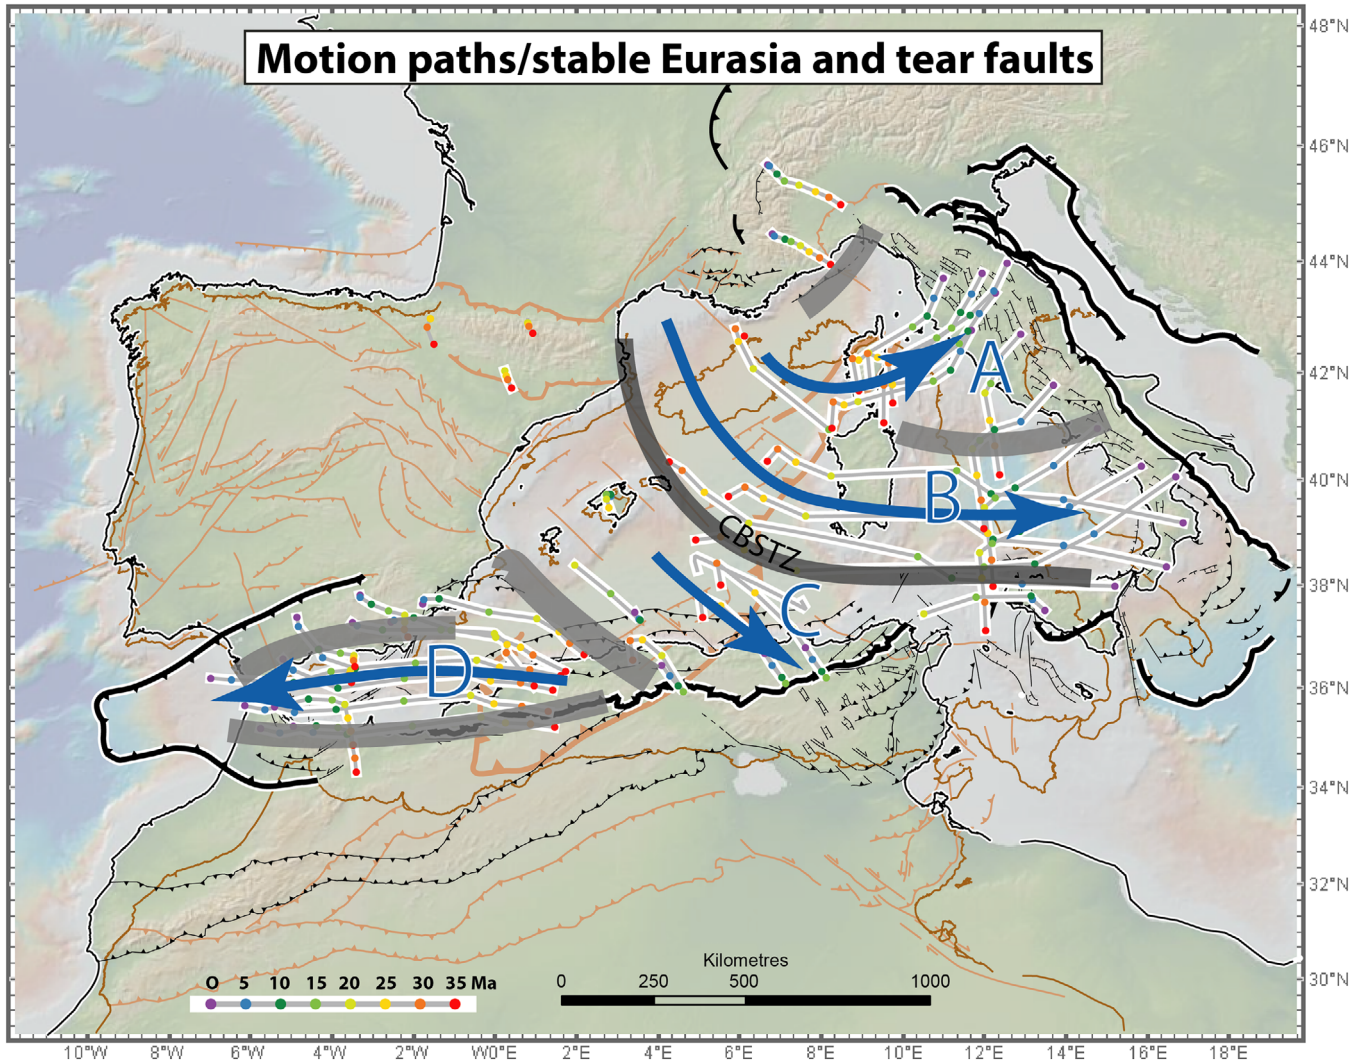 Motion paths/stable Eurasia and tear faults
48°N
46°N
44°N
42°N
40°N
38°N
36°N
34°N
32°N
30°N
A
B
CBSTZ
C
D
0 5 10 15 20 25 30 35 Ma
Kilometres
0 250 500 1000
10°W 8°W 6°W 4°W 2°W W0°E 2°E 4°E 6°E 8°E 10°E 12°E 14°E 16°E 18°E